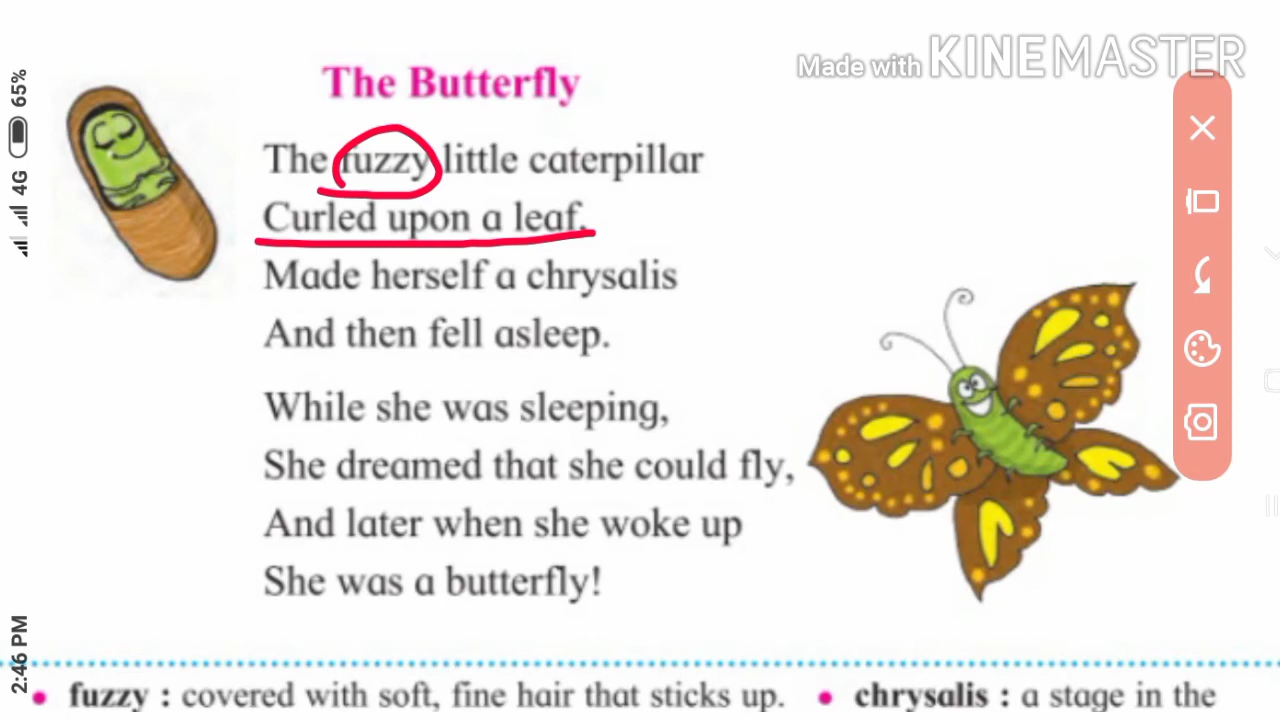 Made with KINEMASTER
65%
4G
2:46 PM
The Butterfly
The fuzzy little caterpillar
Curled upon a leaf.
Made herself a chrysalis
And then fell asleep.
While she was sleeping,
She dreamed that she could fly,
And later when she woke up
She was a butterfly!
• fuzzy : covered with soft, fine hair that sticks up. • chrysalis : a stage in the